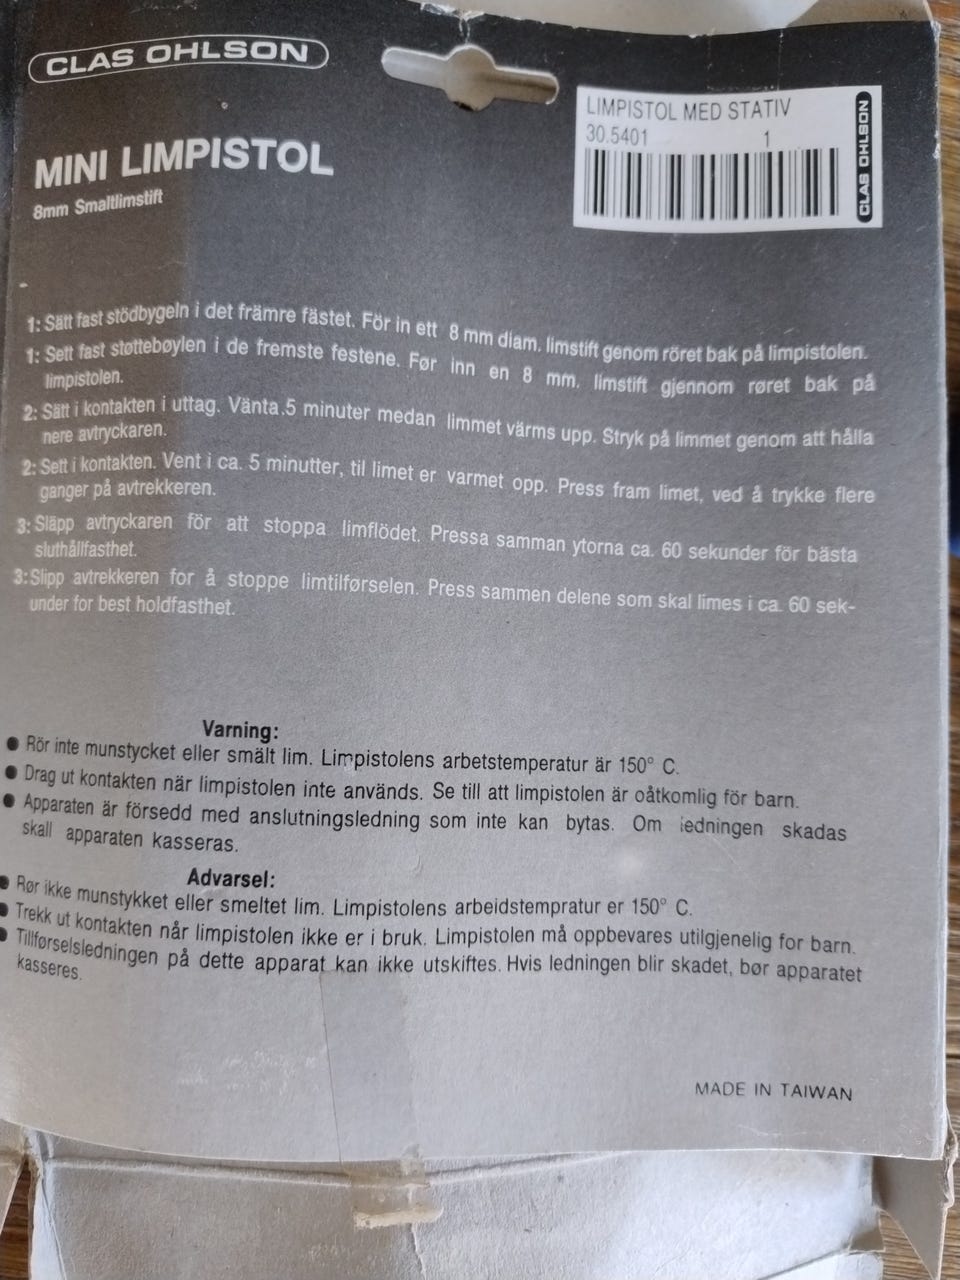 CLAS OHLSON
LIMPISTOL MED STATIV
30.5401 1
CLAS OHLSON
MINI LIMPISTOL
8mm Smaltlimstift
1: Sätt fast stödbygeln i det främre fästet. För in ett 8 mm diam. limstift genom röret bak på limpistolen.
1: Sett fast støttebøylen i de fremste festene. Før inn en 8 mm. limstift gjennom røret bak på
limpistolen.
2: Sätt i kontakten i uttag. Vänta.5 minuter medan limmet värms upp. Stryk på limmet genom att hålla
nere avtryckaren.
2: Sett i kontakten. Vent i ca. 5 minutter, til limet er varmet opp. Press fram limet, ved å trykke flere
ganger på avtrekkeren.
3: Släpp avtryckaren för att stoppa limflödet. Pressa samman ytorna ca. 60 sekunder för bästa
sluthållfasthet.
3: Slipp avtrekkeren for å stoppe limtilførselen. Press sammen delene som skal limes i ca. 60 sek-
under for best holdfasthet.
Varning:
● Rör inte munstycket eller smält lim. Limpistolens arbetstemperatur är 150° C.
● Drag ut kontakten när limpistolen inte används. Se till att limpistolen är oåtkomlig för barn.
● Apparaten är försedd med anslutningsledning som inte kan bytas. Om ledningen skadas
skall apparaten kasseras.
Advarsel:
● Rør ikke munstykket eller smeltet lim. Limpistolens arbeidstempratur er 150° C.
● Trekk ut kontakten når limpistolen ikke er i bruk. Limpistolen må oppbevares utilgjenelig for barn.
● Tillførselsledningen på dette apparat kan ikke utskiftes. Hvis ledningen blir skadet, bør apparatet
kasseres.
MADE IN TAIWAN